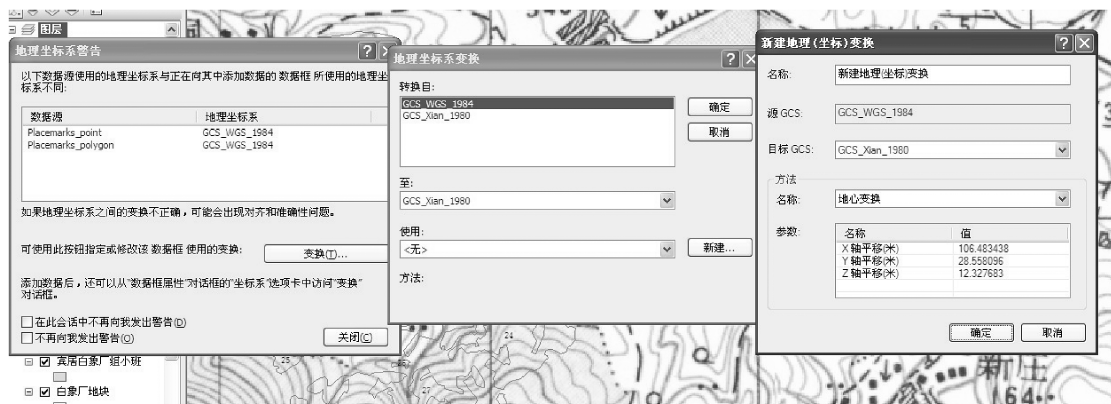 图层
地理坐标系警告
以下数据源使用的地理坐标系与正在向其中添加数据的 数据框 所使用的地理坐
标系不同:
数据源 地理坐标系
Placemarks_point GCS_WGS_1984
Placemarks_polygon GCS_WGS_1984
如果地理坐标系之间的变换不正确，可能会出现对齐和准确性问题。
可使用此按钮指定或修改该 数据框 使用的变换:
变换(T)...
添加数据后，还可以从"数据框属性"对话框的"坐标系"选项卡中访问"变换"
对话框。
在此会话中不再向我发出警告(D)
不再向我发出警告(O)
关闭(C)
宾居白象厂组小班
白象厂地块
地理坐标系变换
转换自:
GCS_WGS_1984
GCS_Xian_1980
确定
取消
至:
GCS_Xian_1980
使用:
<无>
新建...
方法:
新建地理(坐标)变换
名称: 新建地理(坐标)变换
源 GCS: GCS_WGS_1984
目标 GCS: GCS_Xian_1980
方法
名称: 地心变换
参数:
名称 值
X 轴平移(米) 106.483438
Y 轴平移(米) 28.558096
Z 轴平移(米) 12.327683
确定 取消
24
25
27
新庄
64